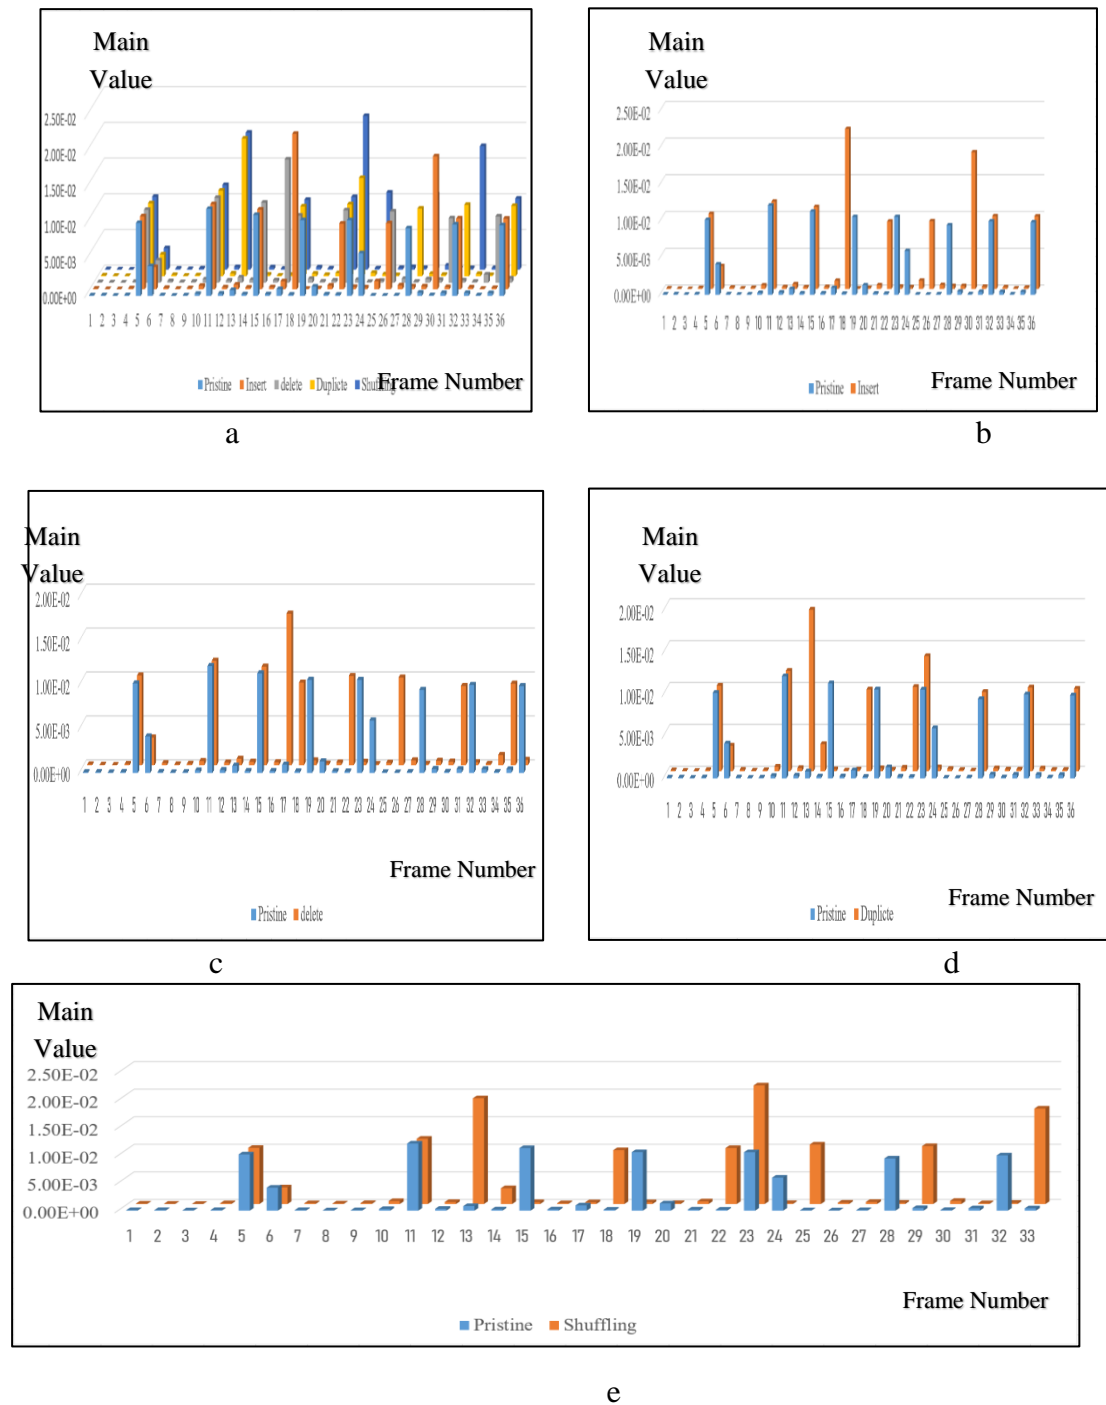 Main
Value
2.50E-02
2.00E-02
1.50E-02
1.00E-02
5.00E-03
0.00E+00
1 2 3 4 5 6 7 8 9 10 11 12 13 14 15 16 17 18 19 20 21 22 23 24 25 26 27 28 29 30 31 32 33 34 35 36
Pristine Insert delete Duplicte Shuffling
Frame Number
a
Main
Value
2.50E-02
2.00E-02
1.50E-02
1.00E-02
5.00E-03
0.00E+00
1 2 3 4 5 6 7 8 9 10 11 12 13 14 15 16 17 18 19 20 21 22 23 24 25 26 27 28 29 30 31 32 33 34 35 36
Frame Number
Pristine Insert
b
Main
Value
2.00E-02
1.50E-02
1.00E-02
5.00E-03
0.00E+00
1 2 3 4 5 6 7 8 9 10 11 12 13 14 15 16 17 18 19 20 21 22 23 24 25 26 27 28 29 30 31 32 33 34 35 36
Frame Number
Pristine delete
c
Main
Value
2.00E-02
1.50E-02
1.00E-02
5.00E-03
0.00E+00
1 2 3 4 5 6 7 8 9 10 11 12 13 14 15 16 17 18 19 20 21 22 23 24 25 26 27 28 29 30 31 32 33 34 35 36
Frame Number
Pristine Duplicte
d
Main
Value
2.50E-02
2.00E-02
1.50E-02
1.00E-02
5.00E-03
0.00E+00
1 2 3 4 5 6 7 8 9 10 11 12 13 14 15 16 17 18 19 20 21 22 23 24 25 26 27 28 29 30 31 32 33
Frame Number
Pristine Shuffling
e